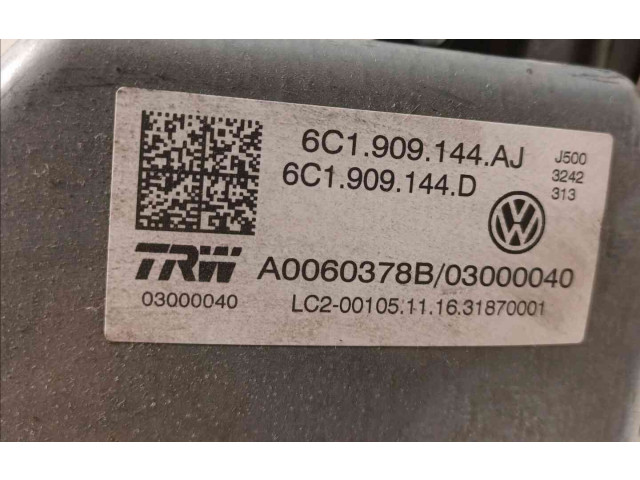 6C1.909.144.AJ
6C1.909.144.D
J500
3242
313
VW
TRW
A0060378B/03000040
03000040
LC2-00105.11.16.31870001